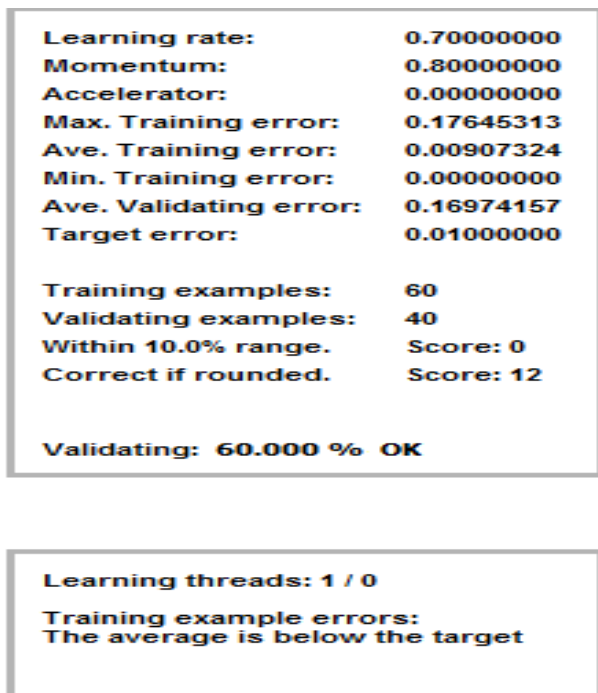 Learning rate: 0.70000000
Momentum: 0.80000000
Accelerator: 0.00000000
Max. Training error: 0.17645313
Ave. Training error: 0.00907324
Min. Training error: 0.00000000
Ave. Validating error: 0.16974157
Target error: 0.01000000
Training examples: 60
Validating examples: 40
Within 10.0% range. Score: 0
Correct if rounded. Score: 12
Validating: 60.000 % OK
Learning threads: 1 / 0
Training example errors:
The average is below the target